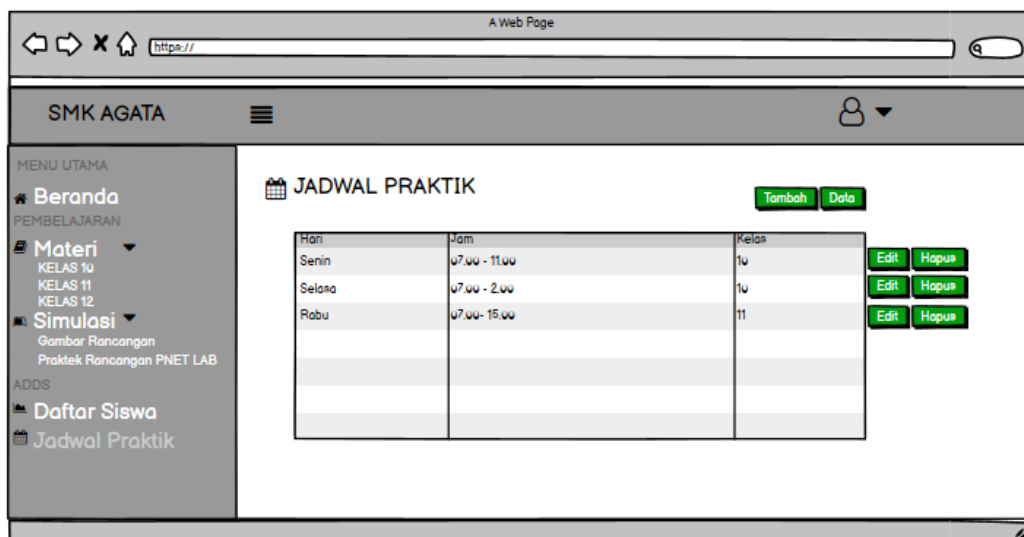 A Web Page
https://
SMK AGATA
MENU UTAMA
Beranda
PEMBELAJARAN
Materi
KELAS 10
KELAS 11
KELAS 12
Simulasi
Gambar Rancangan
Praktek Rancangan PNET LAB
ADDS
Daftar Siswa
Jadwal Praktik
JADWAL PRAKTIK
Tambah Data
Hari Jam Kelas
Senin 07.00 - 11.00 10 Edit Hapus
Selasa 07.00 - 2.00 10 Edit Hapus
Rabu 07.00- 15.00 11 Edit Hapus